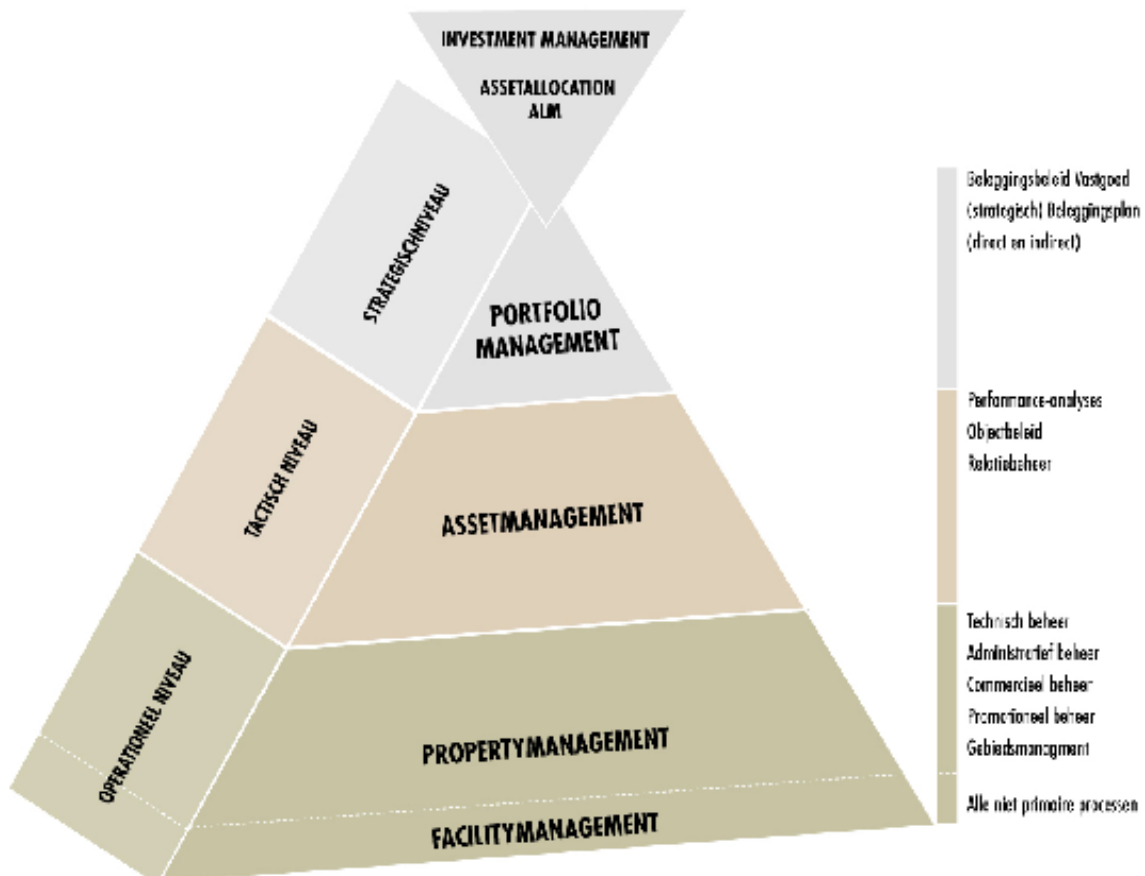 INVESTMENT MANAGEMENT
ASSETALLOCATION
ALM
STRATEGISCHNIVEAU
PORTFOLIO
MANAGEMENT
Beleggingsbeleid Vastgoed
(strategisch) Beleggingsplan
(direct en indirect)
TACTISCH NIVEAU
ASSETMANAGEMENT
Performance-analyses
Objectbeleid
Relatiebeheer
OPERATIONEEL NIVEAU
PROPERTYMANAGEMENT
FACILITYMANAGEMENT
Technisch beheer
Administratief beheer
Commercieel beheer
Promotioneel beheer
Gebiedsmanagment
Alle niet primaire processen